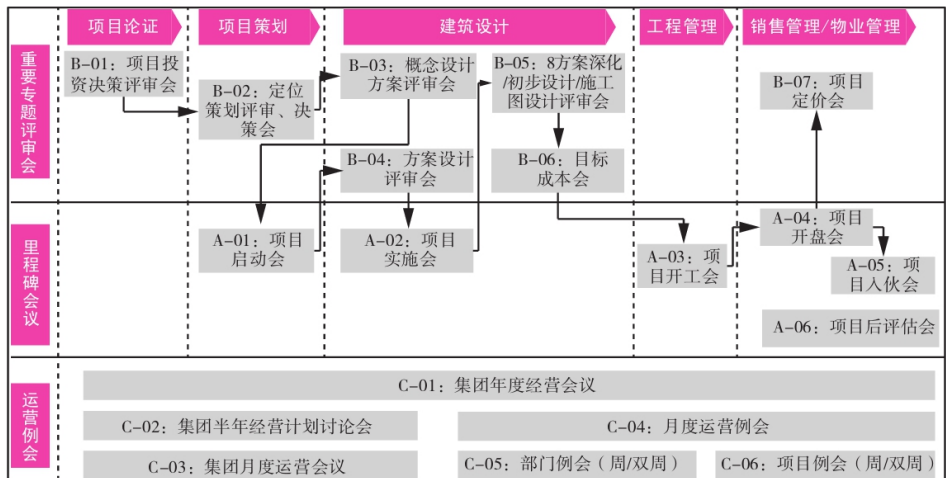 项目论证
项目策划
建筑设计
工程管理
销售管理/物业管理
重要专题评审会
B-01：项目投
资决策评审会
B-02：定位
策划评审、决
策会
B-03：概念设计
方案评审会
B-05：8方案深化
/初步设计/施工
图设计评审会
B-07：项目
定价会
B-04：方案设计
评审会
B-06：目标
成本会
里程碑会议
A-01：项目
启动会
A-02：项目
实施会
A-03：项
目开工会
A-04：项目
开盘会
A-05：项
目入伙会
A-06：项目后评估会
运营例会
C-01：集团年度经营会议
C-02：集团半年经营计划讨论会
C-04：月度运营例会
C-03：集团月度运营会议
C-05：部门例会（周/双周）
C-06：项目例会（周/双周）